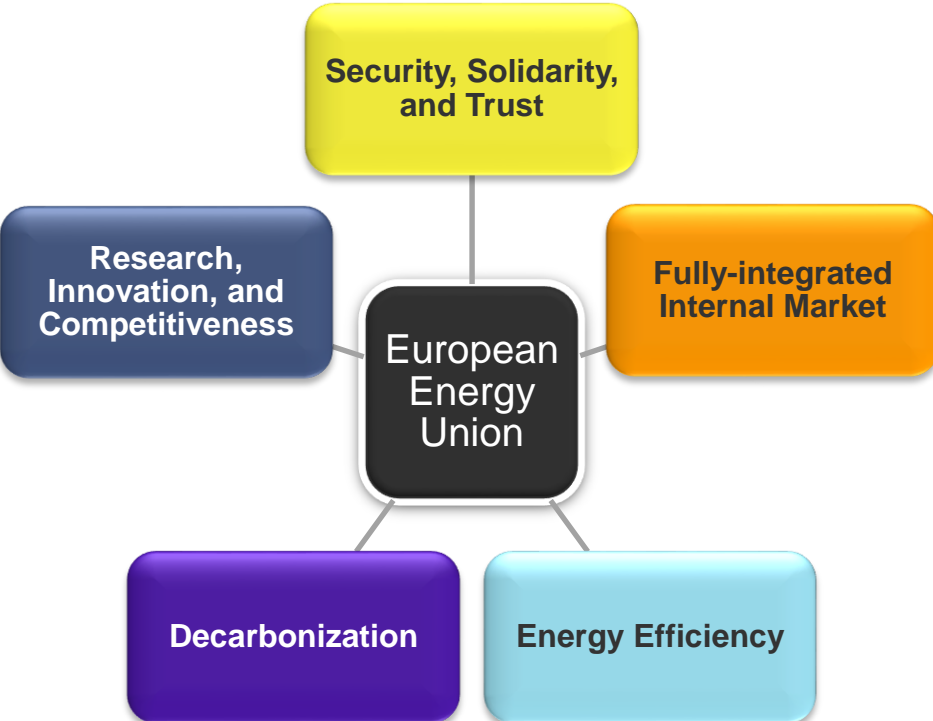 Security, Solidarity,
and Trust
Research,
Innovation, and
Competitiveness
Fully-integrated
Internal Market
European
Energy
Union
Decarbonization
Energy Efficiency